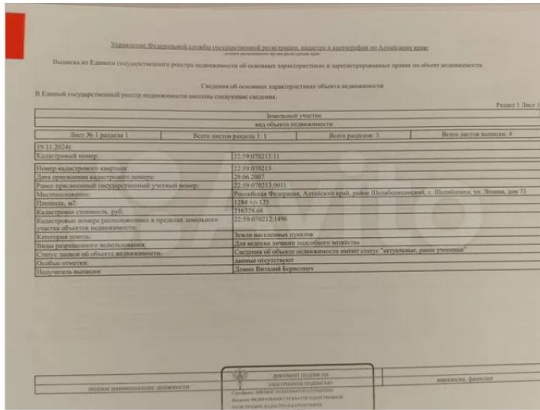 Управление Федеральной службы государственной регистрации, кадастра и картографии по Алтайскому краю
Выписка из Единого государственного реестра недвижимости об основных характеристиках и зарегистрированных правах на объект недвижимости
Сведения об основных характеристиках объекта недвижимости
В Единый государственный реестр недвижимости внесены следующие сведения:
Раздел 1 Лист 1
Земельный участок
вид объекта недвижимости
Лист № 1 раздела 1 Всего листов раздела 1: 1 Всего разделов: 3 Всего листов выписки: 4
19.11.2024г.
Кадастровый номер: 22:59:070213:11
Номер кадастрового квартала: 22:59:070213
Дата присвоения кадастрового номера: 29.06.2007
Ранее присвоенный государственный учетный номер: 22:59:070213:0011
Местоположение: Российская Федерация, Алтайский край, район Шелаболихинский, с. Шелаболиха, ул. Ленина, дом 73
Площадь, м2: 1284 +/- 125
Кадастровая стоимость, руб: 216329.68
Кадастровые номера расположенных в пределах земельного 22:59:070212:1496
участка объектов недвижимости:
Категория земель: Земли населенных пунктов
Виды разрешенного использования: Для ведения личного подсобного хозяйства
Статус записи об объекте недвижимости: Сведения об объекте недвижимости имеют статус "актуальные, ранее учтенные"
Особые отметки: данные отсутствуют
Получатель выписки: Виталий Борисович
полное наименование должности
ДОКУМЕНТ ПОДПИСАН
ЭЛЕКТРОННОЙ ПОДПИСЬЮ
инициалы, фамилия